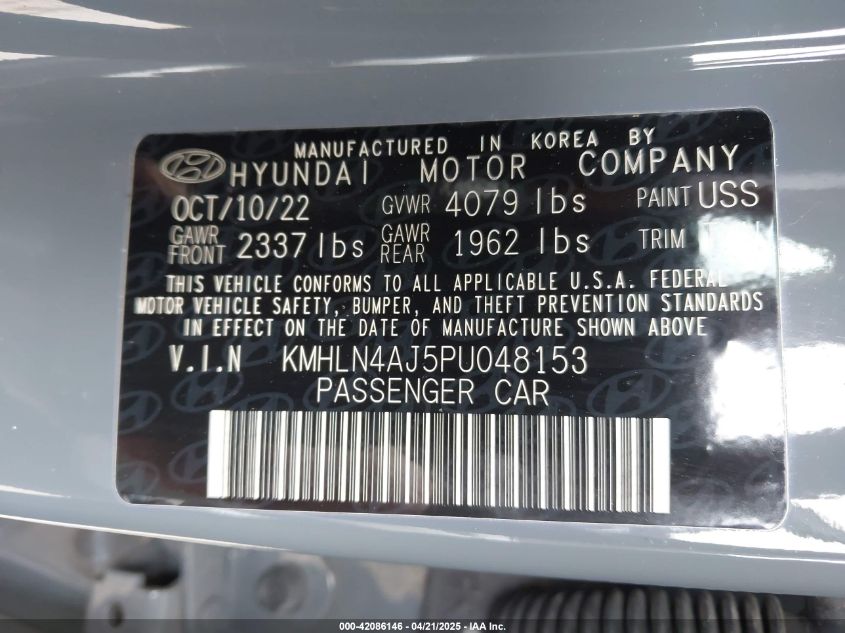 MANUFACTURED IN KOREA BY
HYUNDAI MOTOR COMPANY
OCT/10/22 GVWR 4079 lbs PAINT USS
GAWR FRONT 2337 lbs GAWR REAR 1962 lbs TRIM
THIS VEHICLE CONFORMS TO ALL APPLICABLE U.S.A. FEDERAL
MOTOR VEHICLE SAFETY, BUMPER, AND THEFT PREVENTION STANDARDS
IN EFFECT ON THE DATE OF MANUFACTURE SHOWN ABOVE
V.I.N KMHLN4AJ5PU048153
PASSENGER CAR
000-42086146 - 04/21/2025 - IAA Inc.